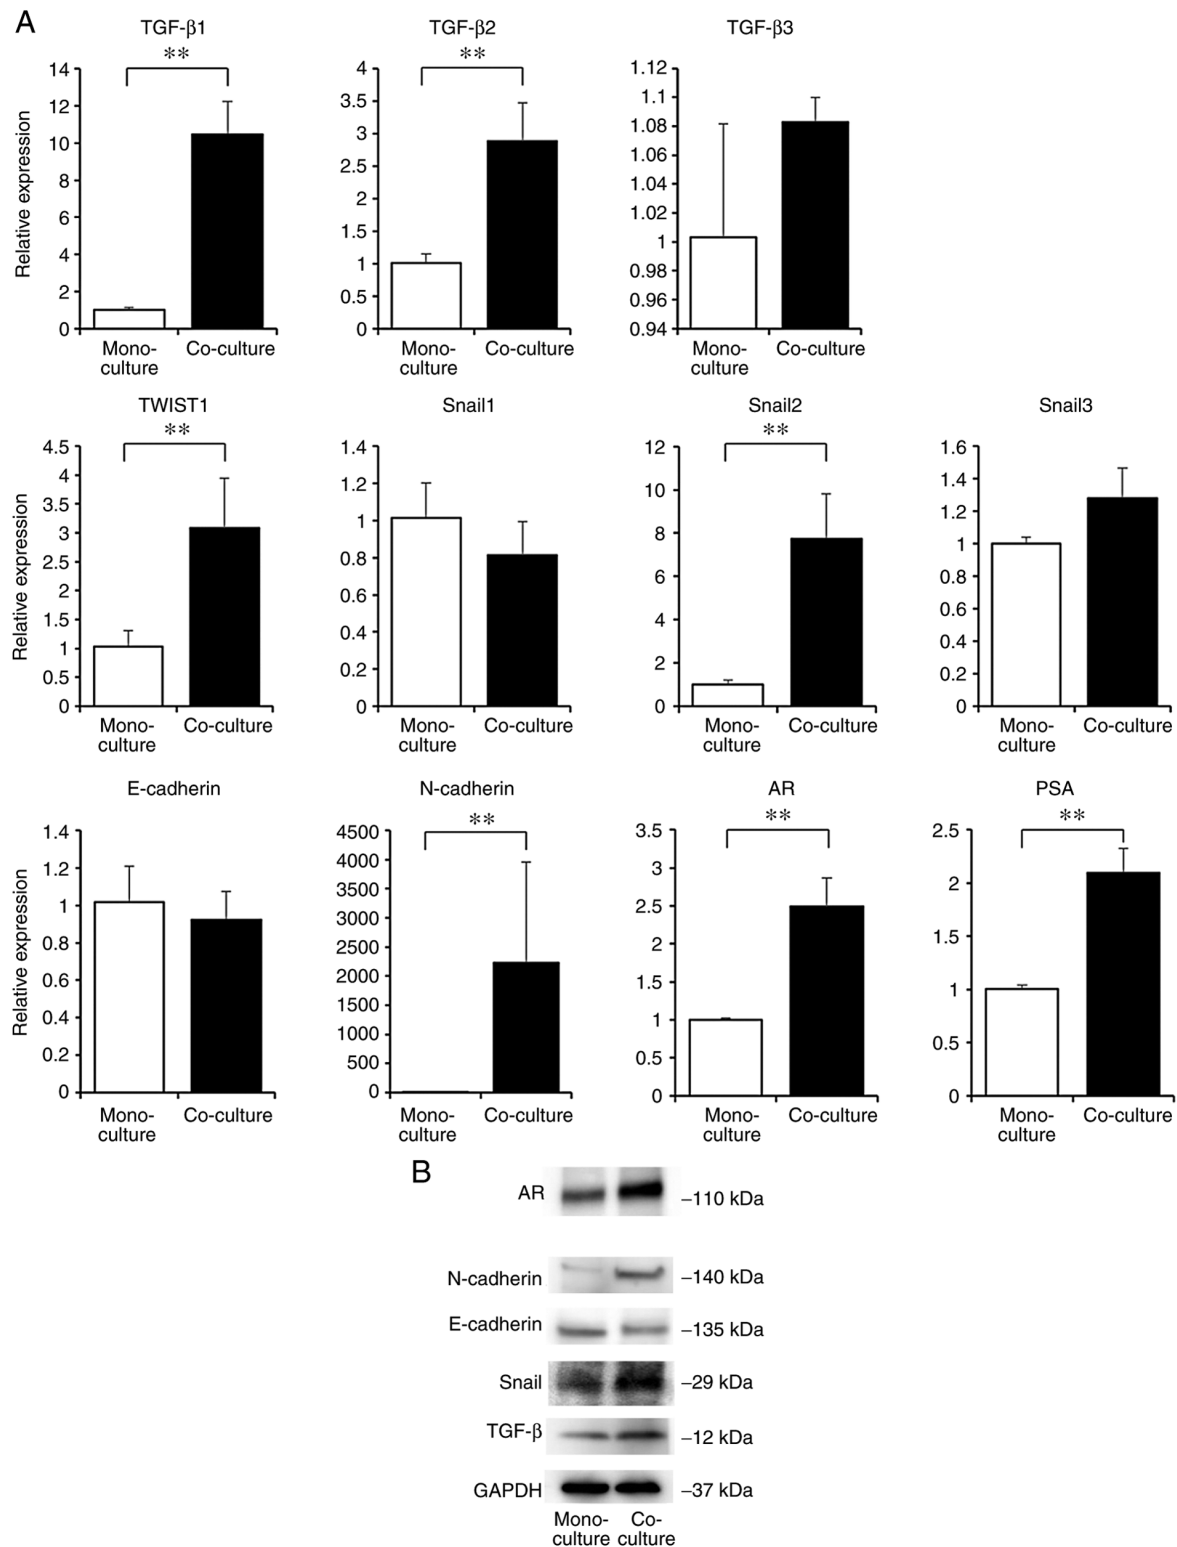 A
TGF-β1
TGF-β2
TGF-β3
**
**
Relative expression
14
12
10
8
6
4
2
0
4
3.5
3
2.5
2
1.5
1
0.5
0
1.12
1.1
1.08
1.06
1.04
1.02
1
0.98
0.96
0.94
Mono-
culture
Co-culture
Mono-
culture
Co-culture
Mono-
culture
Co-culture
TWIST1
Snail1
Snail2
Snail3
**
**
Relative expression
4.5
4
3.5
3
2.5
2
1.5
1
0.5
0
1.4
1.2
1
0.8
0.6
0.4
0.2
0
12
10
8
6
4
2
0
1.6
1.4
1.2
1
0.8
0.6
0.4
0.2
0
Mono-
culture
Co-culture
Mono-
culture
Co-culture
Mono-
culture
Co-culture
Mono-
culture
Co-culture
E-cadherin
N-cadherin
AR
PSA
**
**
**
Relative expression
1.4
1.2
1
0.8
0.6
0.4
0.2
0
4500
4000
3500
3000
2500
2000
1500
1000
500
0
3.5
3
2.5
2
1.5
1
0.5
0
2.5
2
1.5
1
0.5
0
Mono-
culture
Co-culture
Mono-
culture
Co-culture
Mono-
culture
Co-culture
Mono-
culture
Co-culture
B
AR –110 kDa
N-cadherin –140 kDa
E-cadherin –135 kDa
Snail –29 kDa
TGF-β –12 kDa
GAPDH –37 kDa
Mono-
culture
Co-
culture